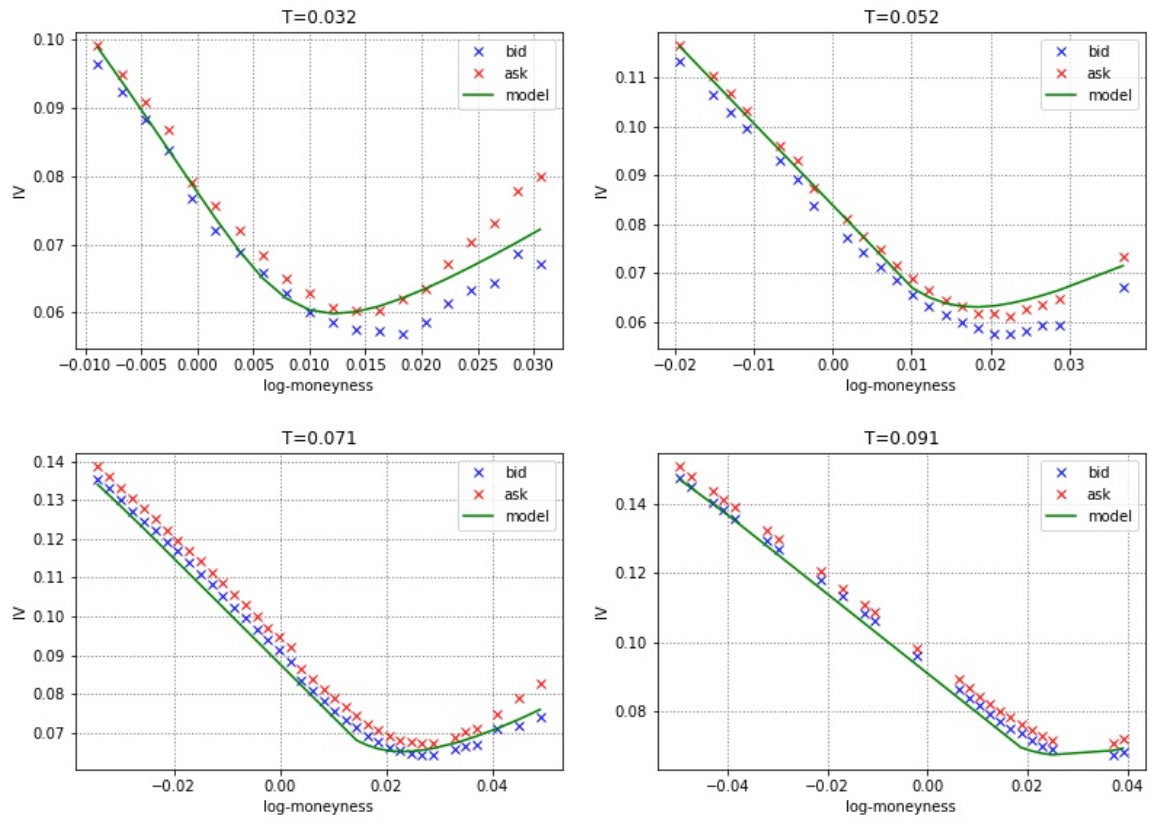 T=0.032
0.10
0.09
0.08
0.07
0.06
IV
bid
ask
model
−0.010 −0.005 0.000 0.005 0.010 0.015 0.020 0.025 0.030
log-moneyness
T=0.052
0.11
0.10
0.09
0.08
0.07
0.06
IV
bid
ask
model
−0.02 −0.01 0.00 0.01 0.02 0.03
log-moneyness
T=0.071
0.14
0.13
0.12
0.11
0.10
0.09
0.08
0.07
IV
bid
ask
model
−0.02 0.00 0.02 0.04
log-moneyness
T=0.091
0.14
0.12
0.10
0.08
IV
bid
ask
model
−0.04 −0.02 0.00 0.02 0.04
log-moneyness